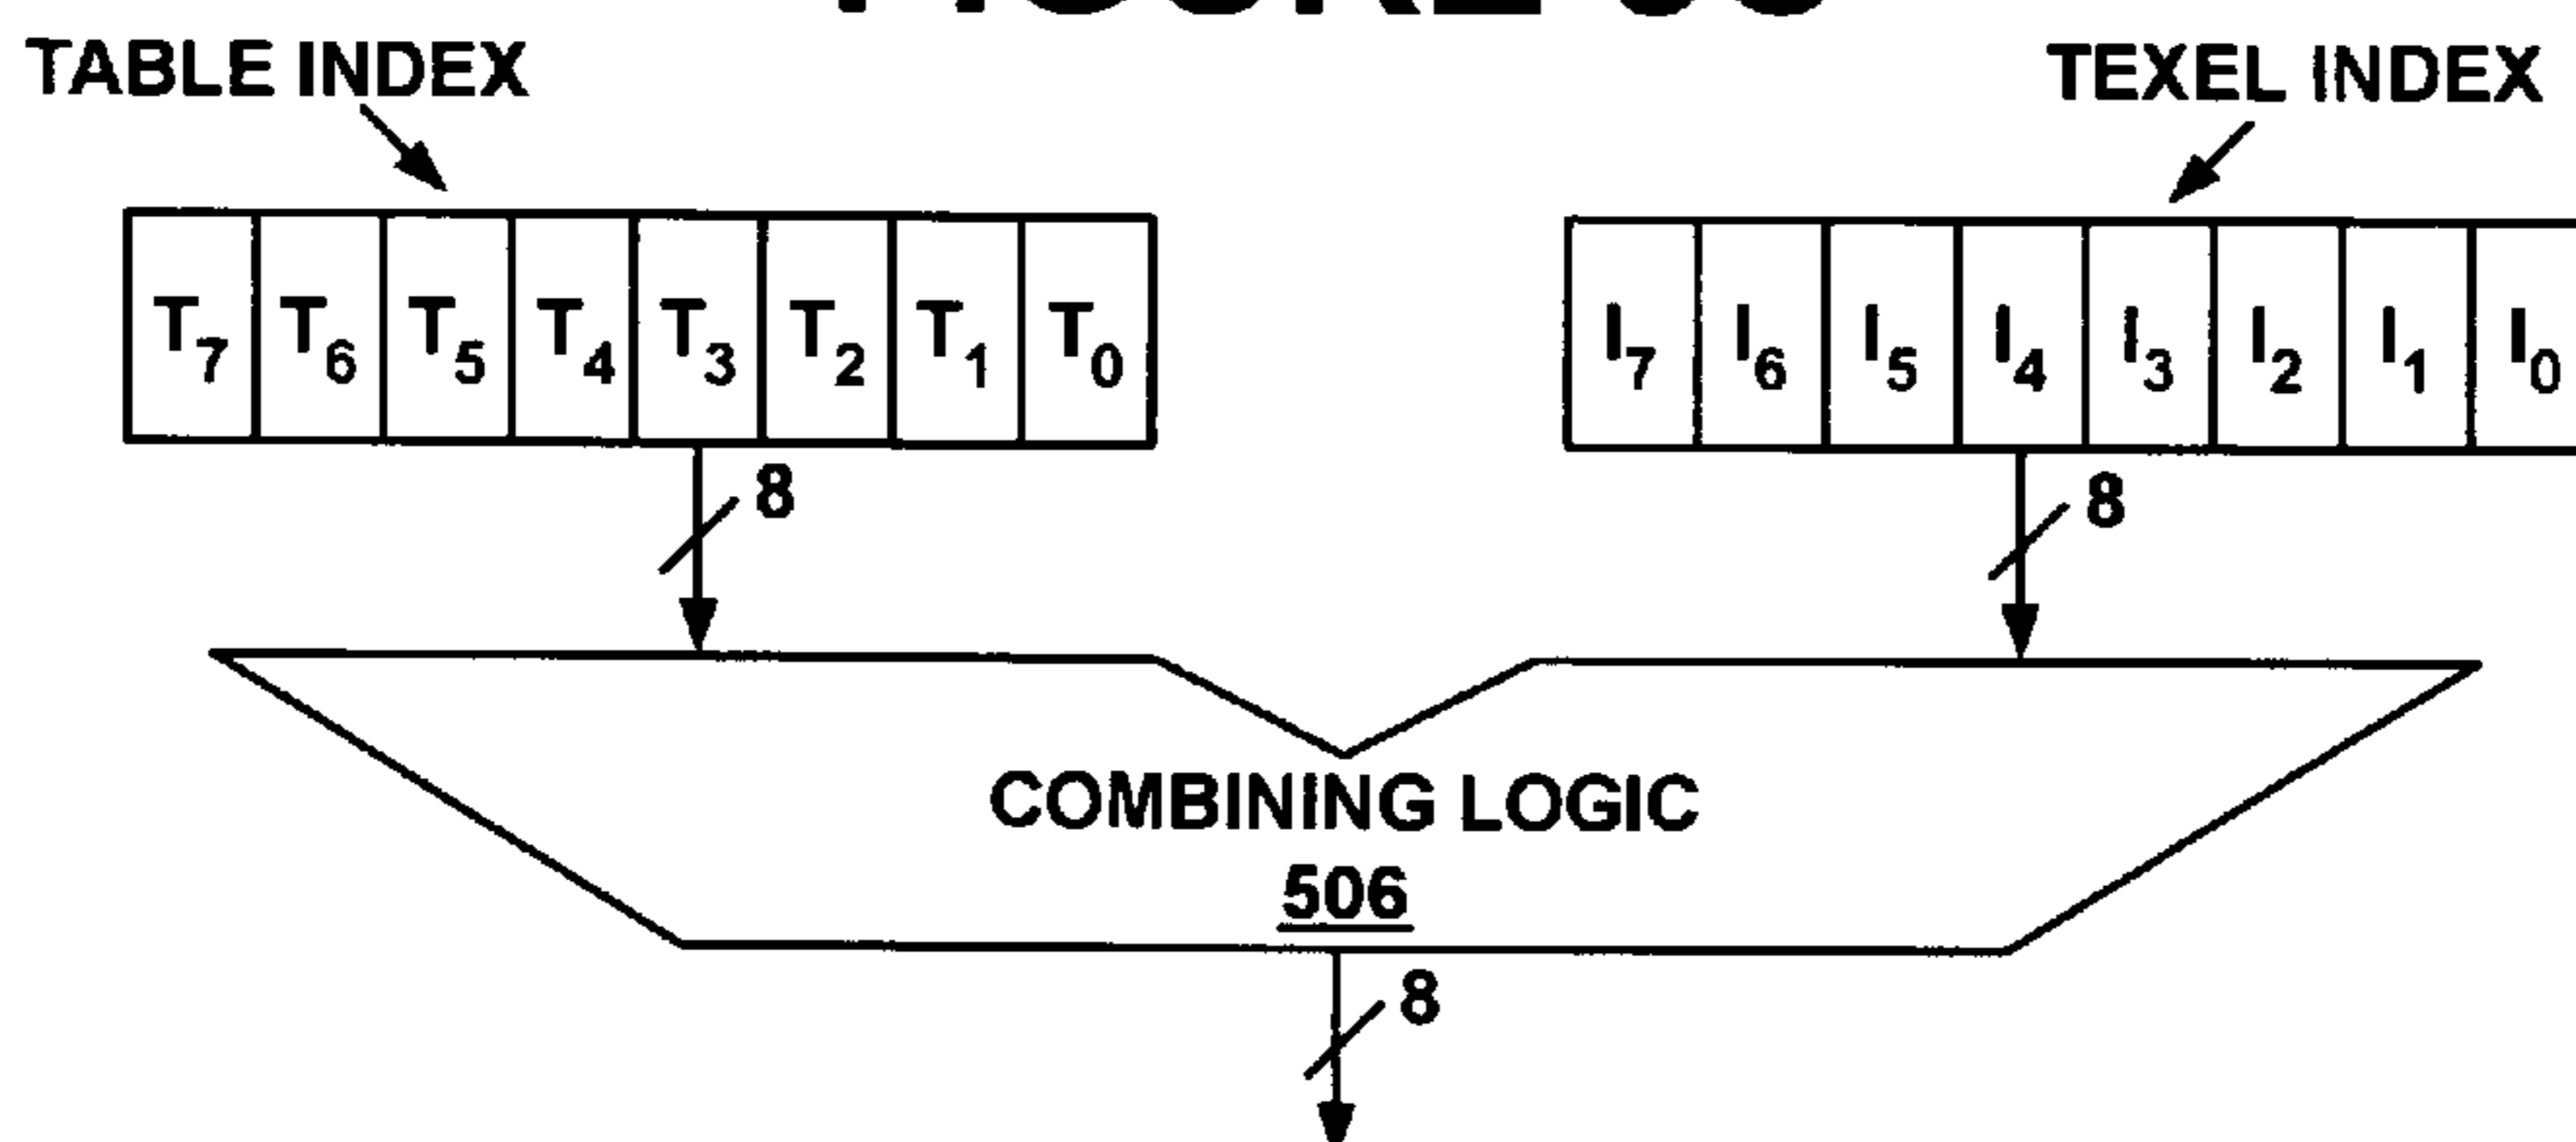 TABLE INDEX
TEXEL INDEX
T7 T6 T5 T4 T3 T2 T1 T0
I7 I6 I5 I4 I3 I2 I1 I0
8
8
COMBINING LOGIC
506
8